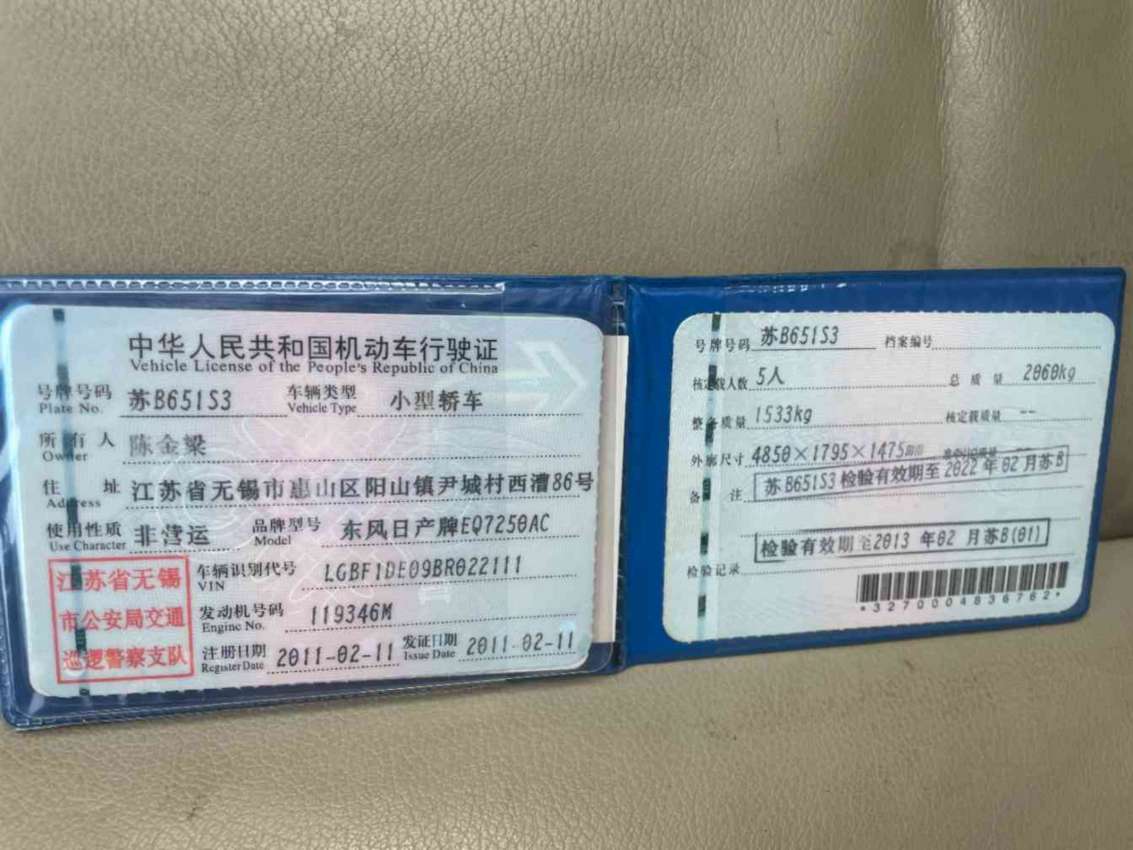 中华人民共和国机动车行驶证
Vehicle License of the People's Republic of China
号牌号码 苏B651S3 车辆类型 小型轿车
Plate No. Vehicle Type
所有人 陈金梁
Owner
住址 江苏省无锡市惠山区阳山镇尹城村西漕86号
Address
使用性质 非营运 品牌型号 东风日产牌EQ7250AC
Use Character Model
江苏省无锡
市公安局交通
巡逻警察支队
车辆识别代号 LGBF1DE09BR022111
VIN
发动机号码 119346M
Engine No.
注册日期 2011-02-11 发证日期 2011-02-11
Register Date Issue Date
号牌号码 苏B651S3 档案编号
核定载人数 5人 总质量 2060kg
整备质量 1533kg 核定载质量 --
外廓尺寸 4850×1795×1475
备注 苏B651S3检验有效期至2022年02月苏B
检验有效期至2013年02月苏B(01)
检验记录
*3270004836762*